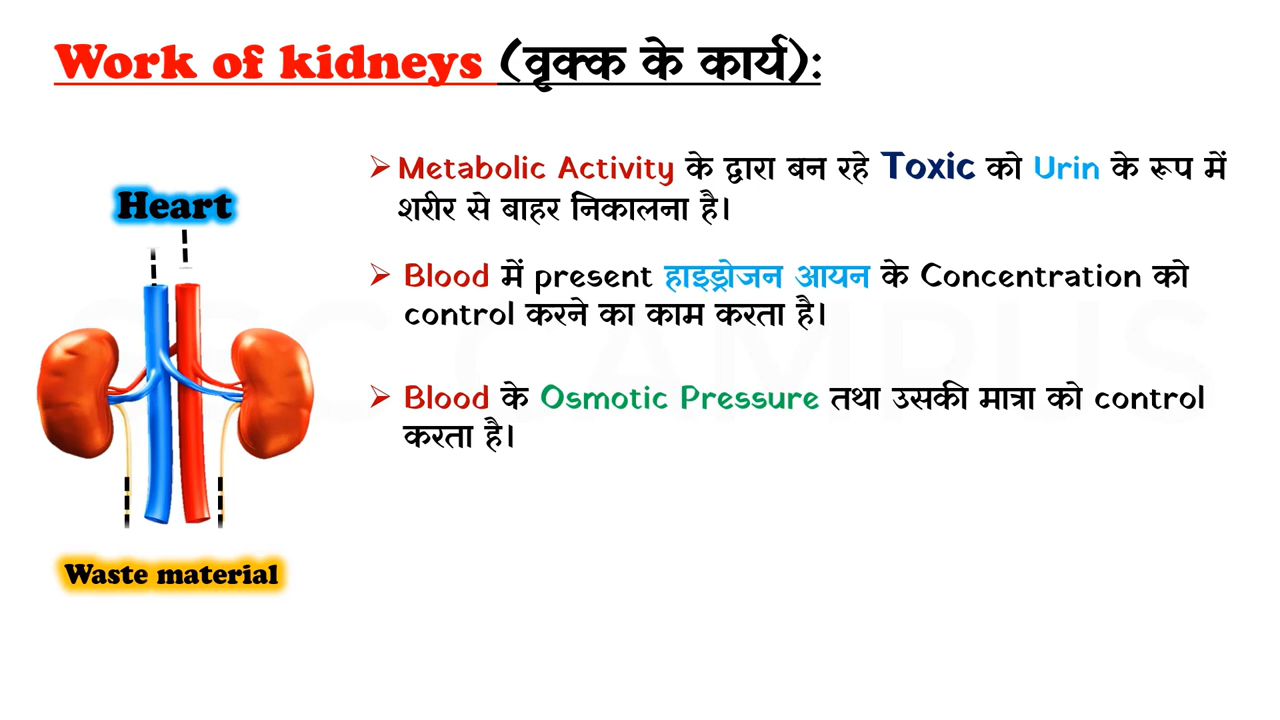 Work of kidneys (वृक्क के कार्य):
Heart
Metabolic Activity के द्वारा बन रहे Toxic को Urin के रूप में
शरीर से बाहर निकालना है।
Blood में present हाइड्रोजन आयन के Concentration को
control करने का काम करता है।
Blood के Osmotic Pressure तथा उसकी मात्रा को control
करता है।
Waste material
CAMPUS